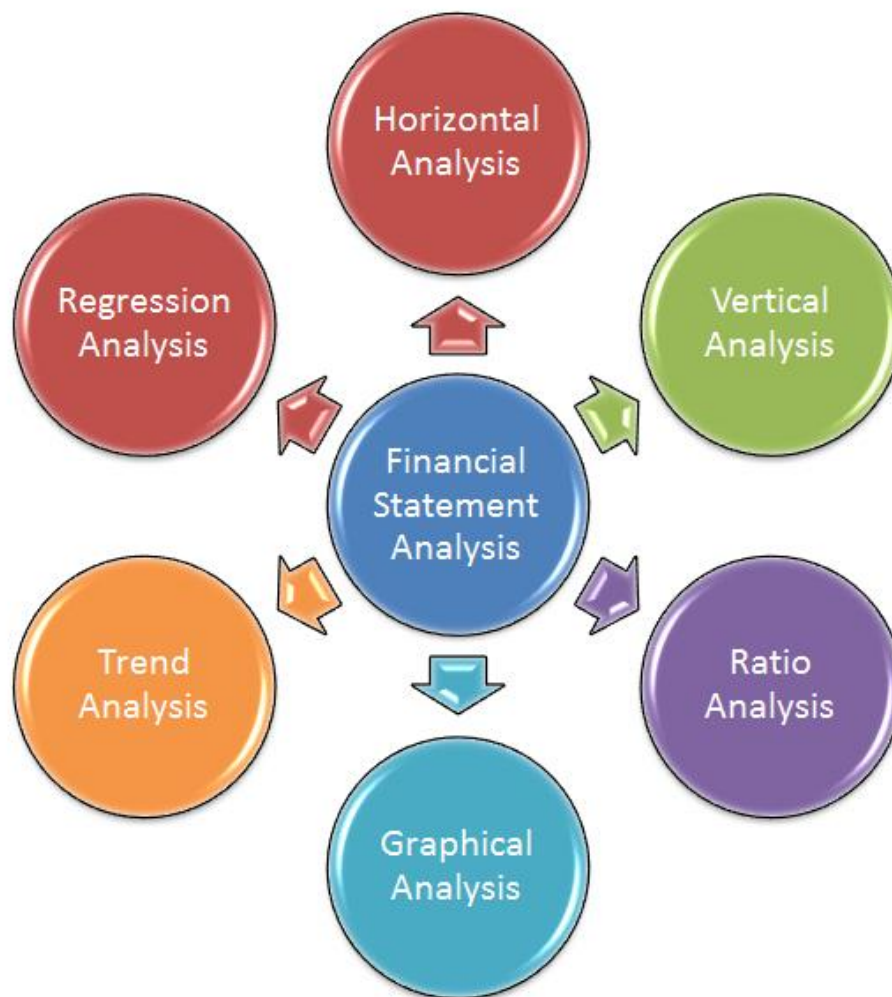 Horizontal
Analysis
Vertical
Analysis
Ratio
Analysis
Graphical
Analysis
Trend
Analysis
Regression
Analysis
Financial
Statement
Analysis